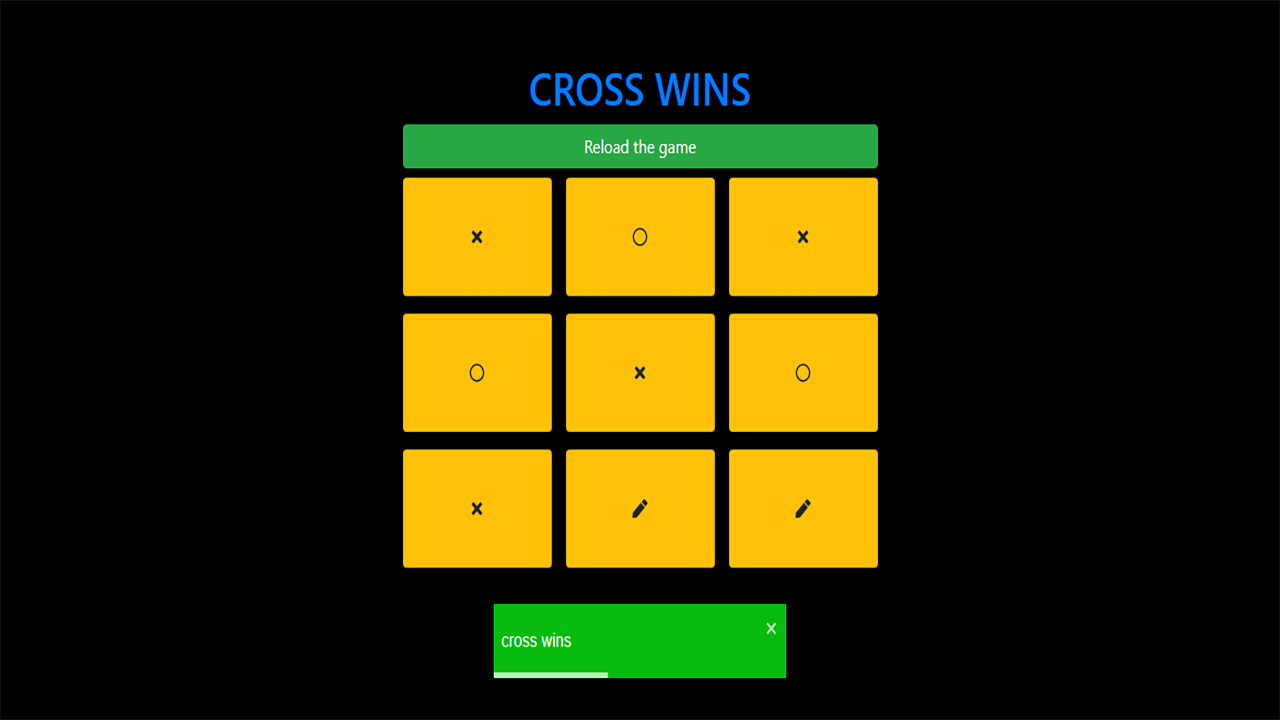 CROSS WINS
Reload the game
× ○ ×
○ × ○
×
cross wins ×